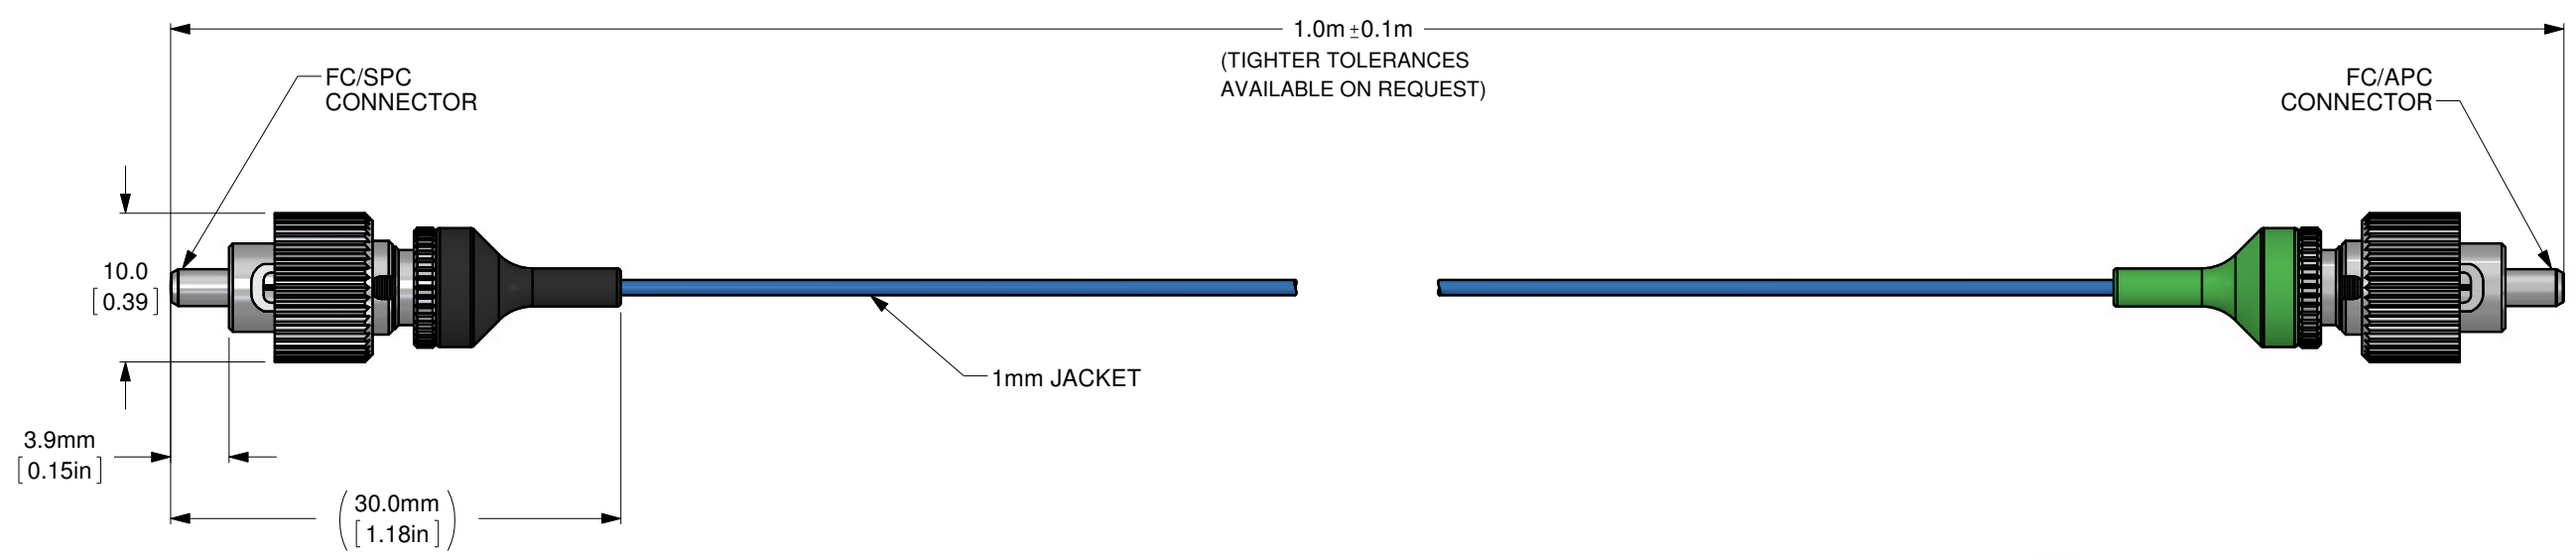 1.0m ±0.1m
(TIGHTER TOLERANCES
AVAILABLE ON REQUEST)
FC/SPC
CONNECTOR
FC/APC
CONNECTOR
10.0
[0.39]
1mm JACKET
3.9mm
[0.15in]
(30.0mm
[1.18in])